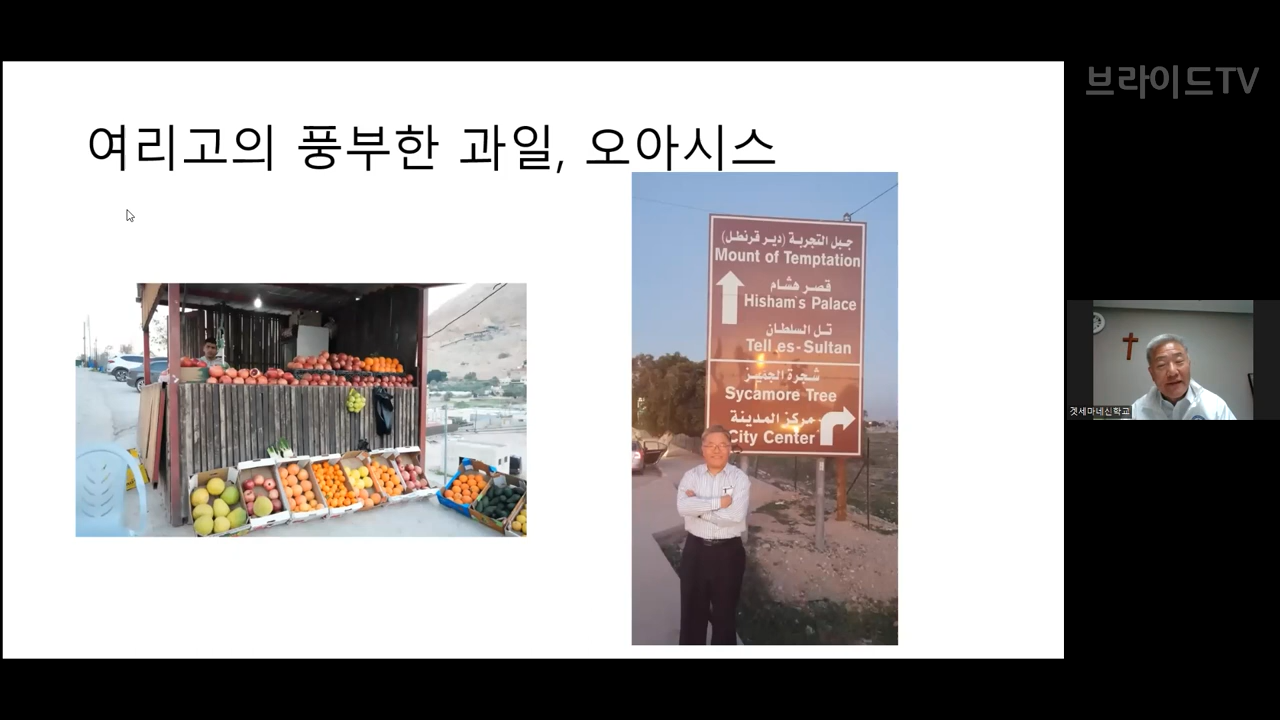 브라이드TV
여리고의 풍부한 과일, 오아시스
جبل التجربة (دير قرنطل)
Mount of Temptation
قصر هشام
Hisham's Palace
تل السلطان
Tell es-Sultan
شجرة الجميز
Sycamore Tree
مركز المدينة
City Center
겟세마네신학교